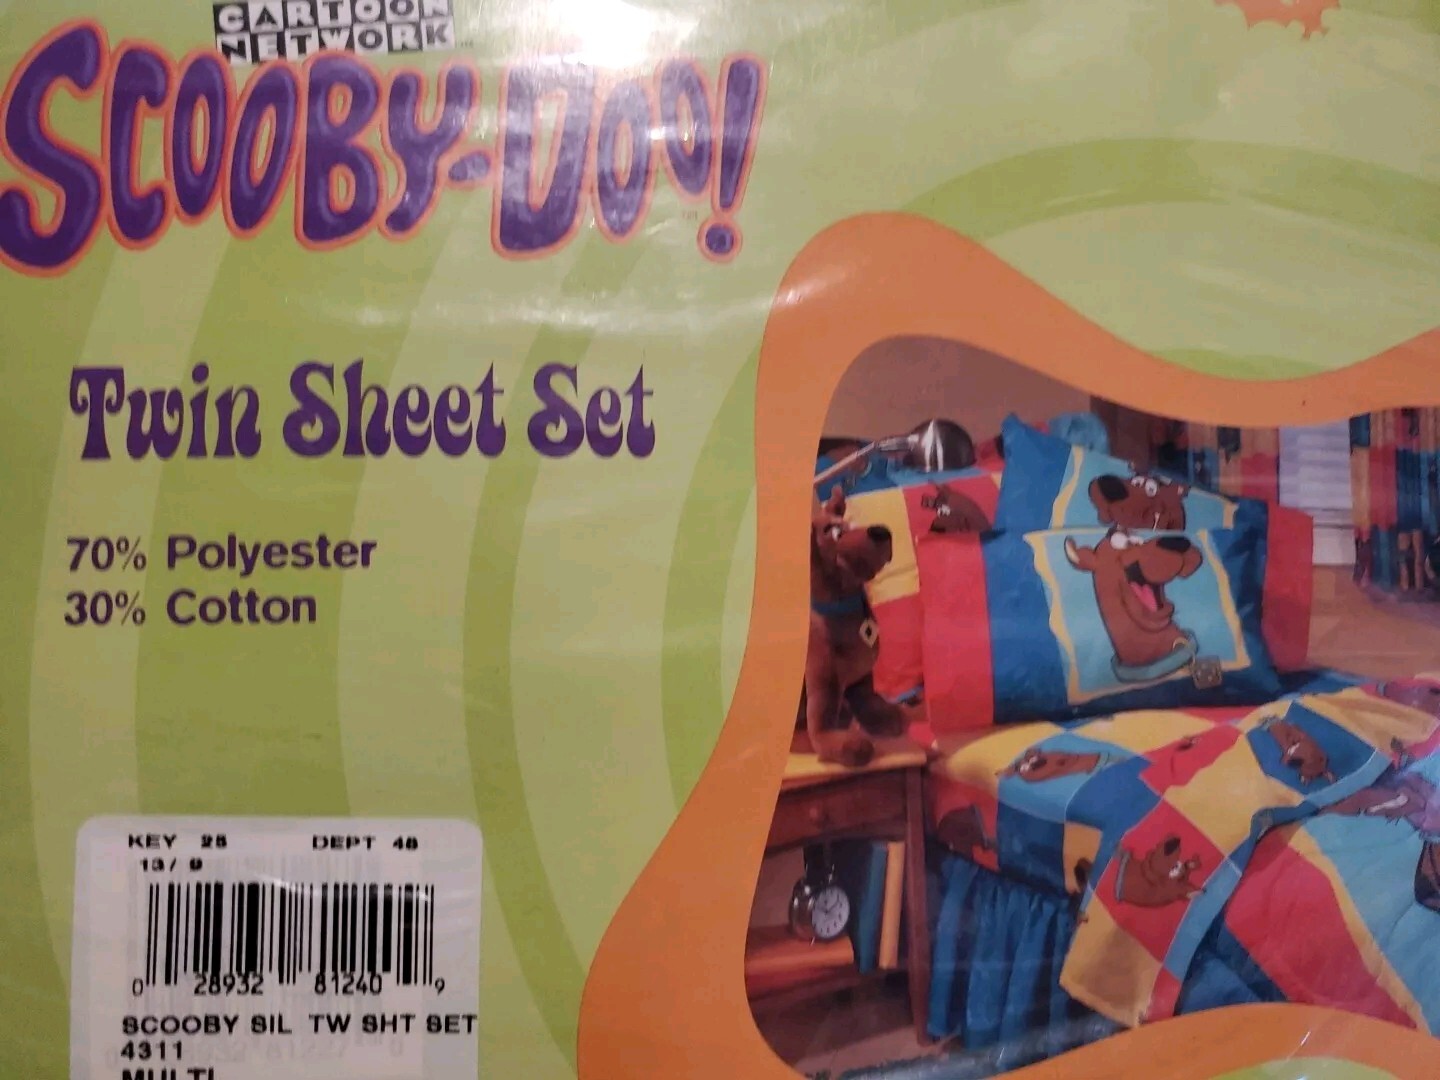 CARTOON
NETWORK
SCOOBY-DOO!
Twin Sheet Set
70% Polyester
30% Cotton
KEY 25 DEPT 48
13/ 9
0 28932 81240 9
SCOOBY SIL TW SHT SET
4311
MULTI